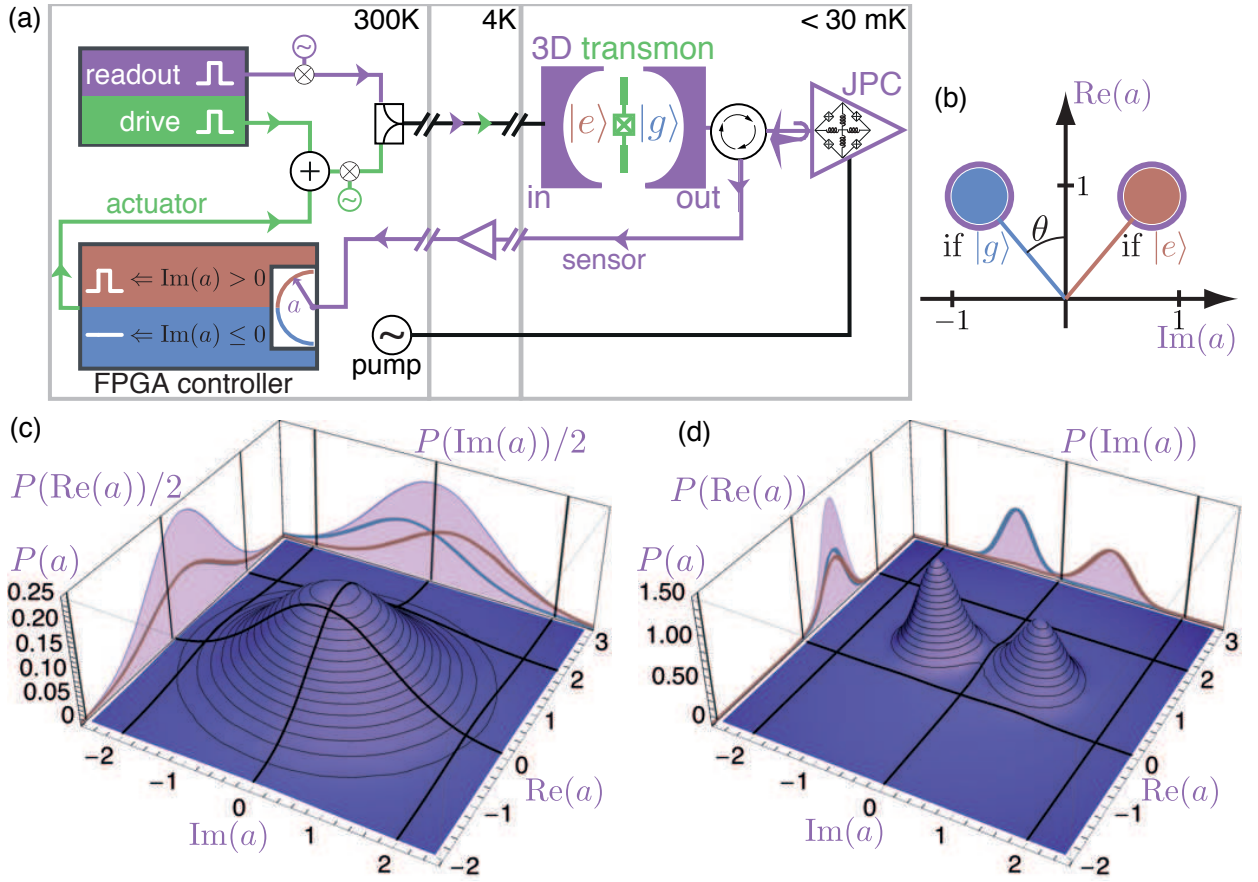 (a)
300K
4K
< 30 mK
readout
drive
3D transmon
|e⟩
|g⟩
in
out
JPC
actuator
sensor
⇐ Im(a) > 0
⇐ Im(a) ≤ 0
a
FPGA controller
pump
(b)
Re(a)
1
θ
if |g⟩
if |e⟩
−1
1
Im(a)
(c)
P(Re(a))/2
P(Im(a))/2
P(a)
0.25
0.20
0.15
0.10
0.05
0
-2
-1
0
1
2
Im(a)
-2
-1
0
1
2
3
Re(a)
(d)
P(Re(a))
P(Im(a))
P(a)
1.50
1.00
0.50
0
-2
-1
0
1
2
Im(a)
-2
-1
0
1
2
3
Re(a)